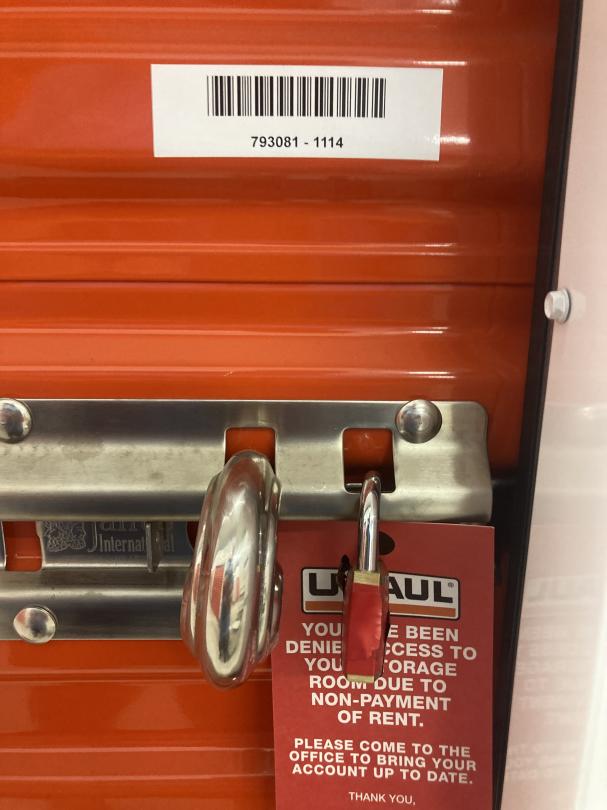 793081 - 1114
International
U-HAUL
YOU HAVE BEEN
DENIED ACCESS TO
YOUR STORAGE
ROOM DUE TO
NON-PAYMENT
OF RENT.
PLEASE COME TO THE
OFFICE TO BRING YOUR
ACCOUNT UP TO DATE.
THANK YOU,